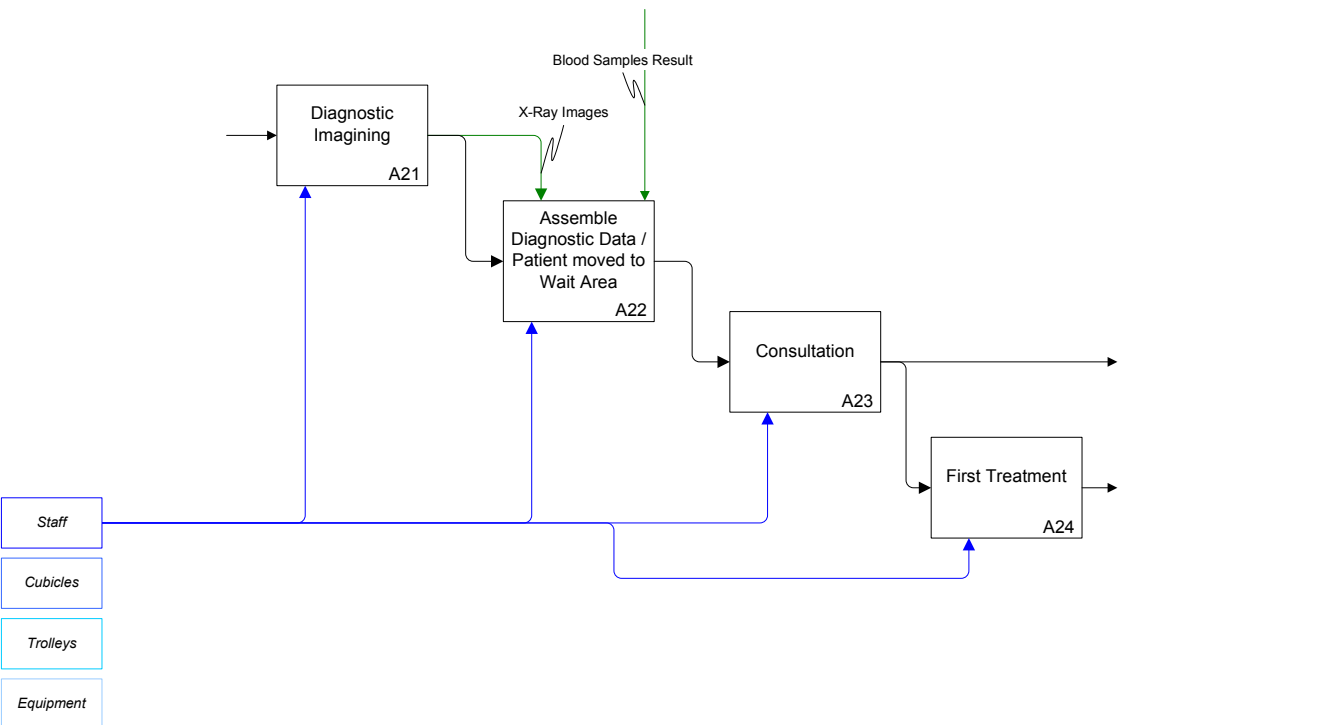 Blood Samples Result
X-Ray Images
Diagnostic
Imagining
A21
Assemble
Diagnostic Data /
Patient moved to
Wait Area
A22
Consultation
A23
First Treatment
A24
Staff
Cubicles
Trolleys
Equipment